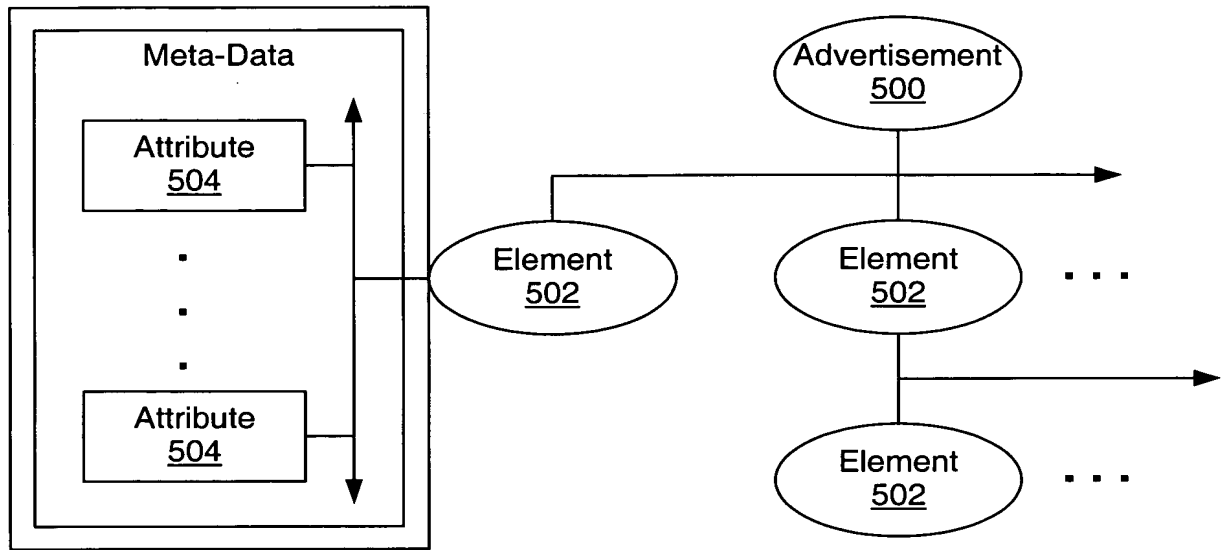 Meta-Data
Attribute
504
Attribute
504
Advertisement
500
Element
502
Element
502
Element
502